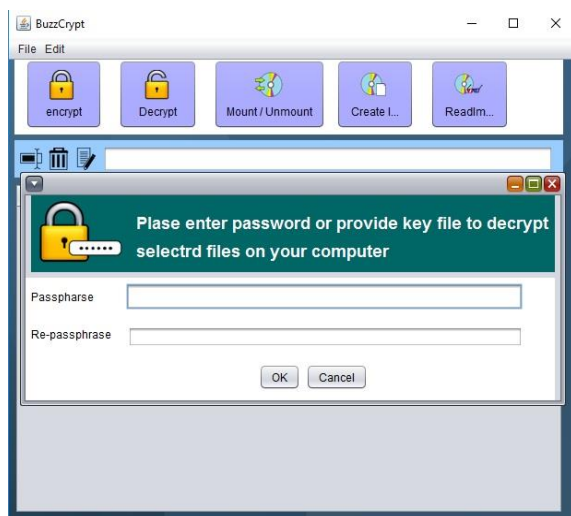 BuzzCrypt
File Edit
encrypt Decrypt Mount / Unmount Create I... ReadIm...
Plase enter password or provide key file to decrypt
selectrd files on your computer
Passpharse
Re-passphrase
OK Cancel